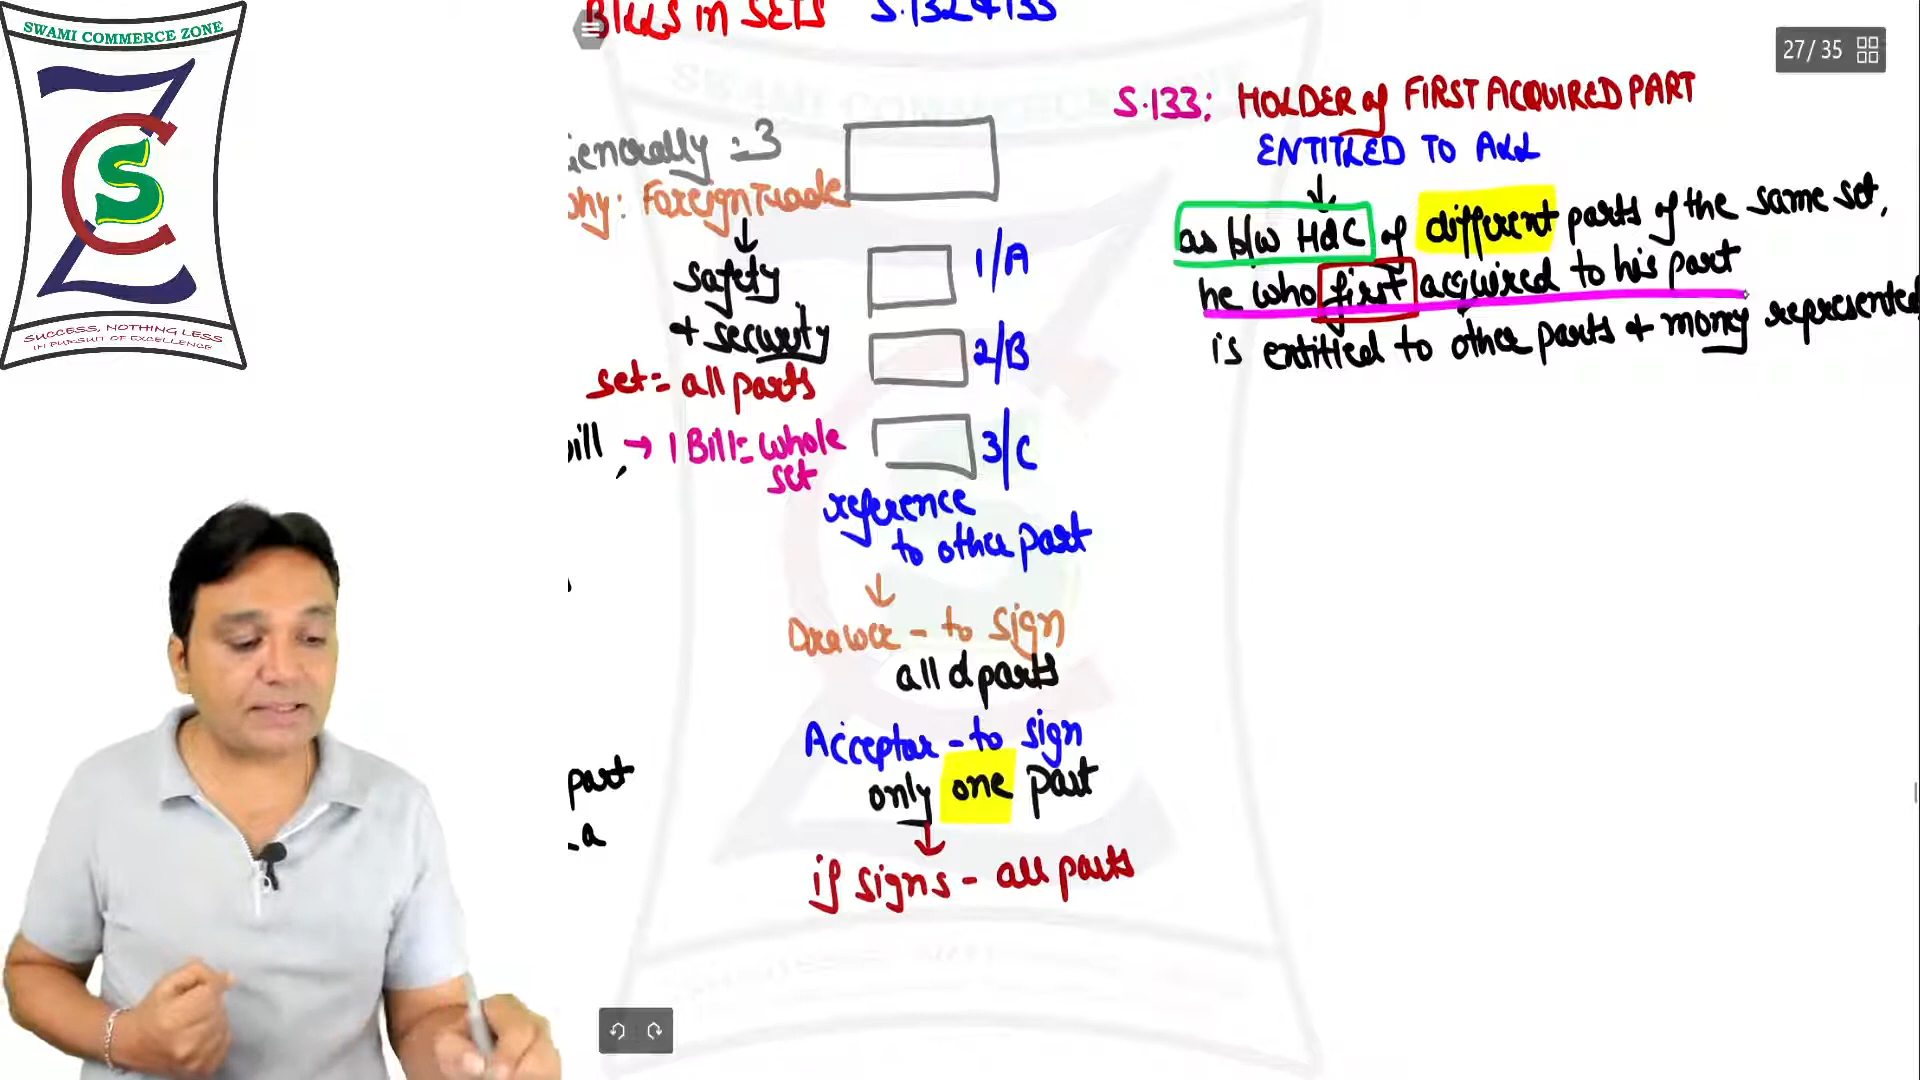 SWAMI COMMERCE ZONE
SUCCESS, NOTHING LESS
IN PURSUIT OF EXCELLENCE
BILLS in SETS S.132 & 133
27/ 35
Generally = 3
why: Foreign Trade
safety
+ security
set = all parts
bill → 1 Bill = whole
set
1/A
2/B
3/C
reference
to other part
Drawer - to sign
all d parts
Acceptor - to sign
only one part
if signs - all parts
part
a
S.133: HOLDER of FIRST ACQUIRED PART
ENTITLED TO ALL
as b/w HdC of different parts of the same set,
he who first acquired to his part
is entitled to other parts + money represented